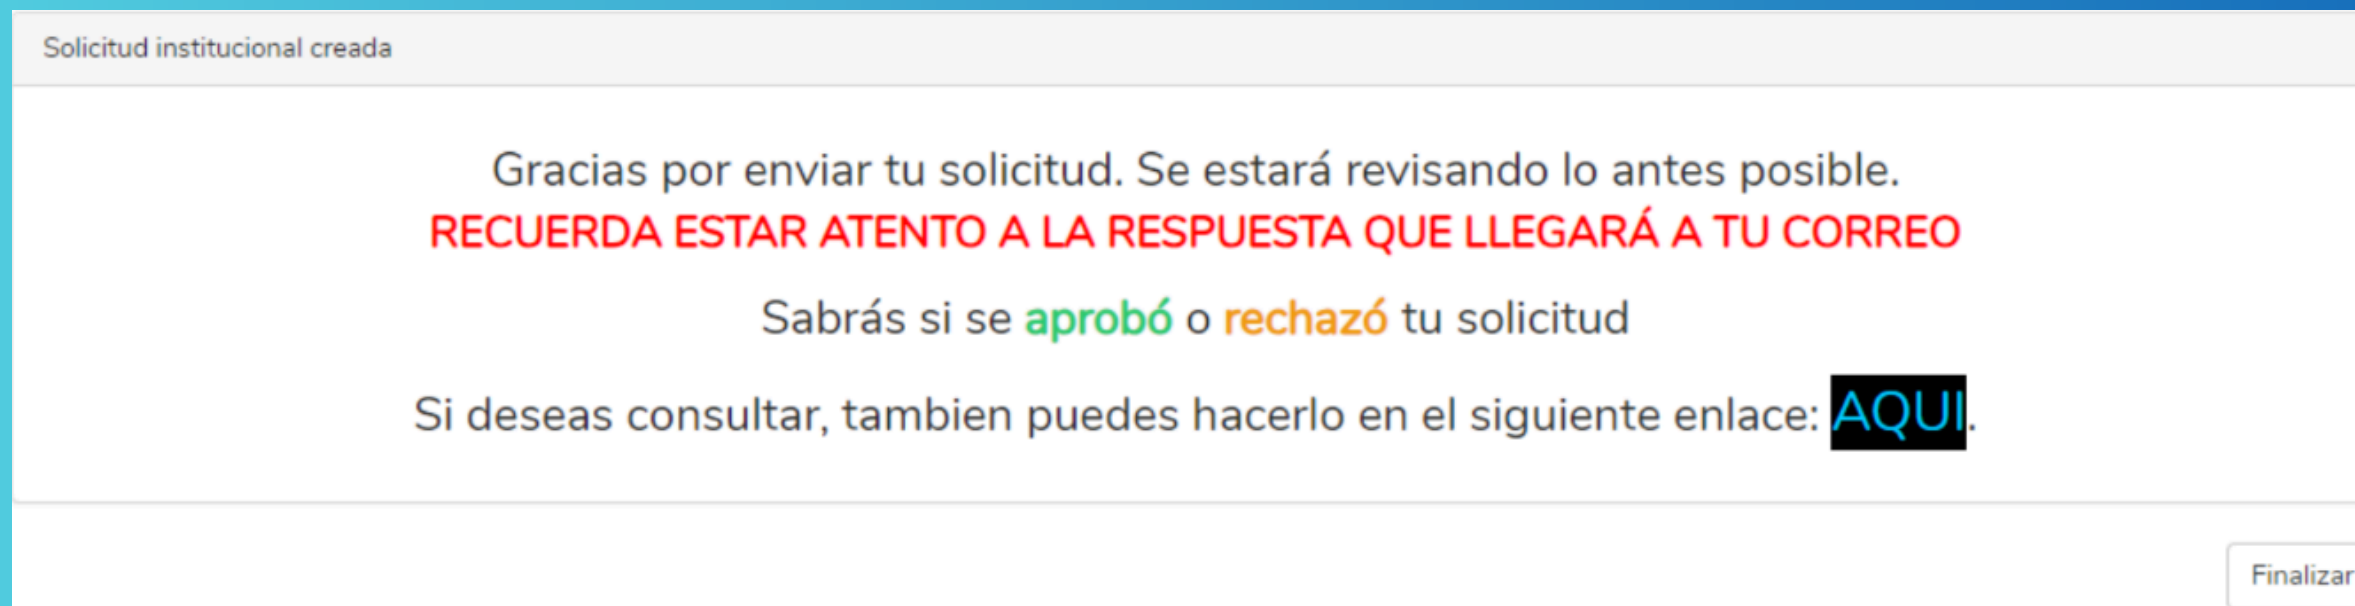 Solicitud institucional creada
Gracias por enviar tu solicitud. Se estará revisando lo antes posible.
RECUERDA ESTAR ATENTO A LA RESPUESTA QUE LLEGARÁ A TU CORREO
Sabrás si se aprobó o rechazó tu solicitud
Si deseas consultar, tambien puedes hacerlo en el siguiente enlace: AQUI.
Finalizar